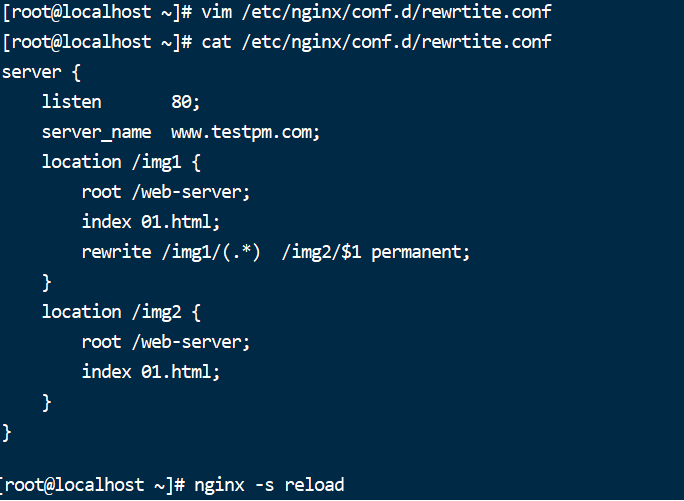 [root@localhost ~]# vim /etc/nginx/conf.d/rewrtite.conf
[root@localhost ~]# cat /etc/nginx/conf.d/rewrtite.conf
server {
    listen       80;
    server_name  www.testpm.com;
    location /img1 {
        root /web-server;
        index 01.html;
        rewrite /img1/(.*)  /img2/$1 permanent;
    }
    location /img2 {
        root /web-server;
        index 01.html;
    }
}
[root@localhost ~]# nginx -s reload